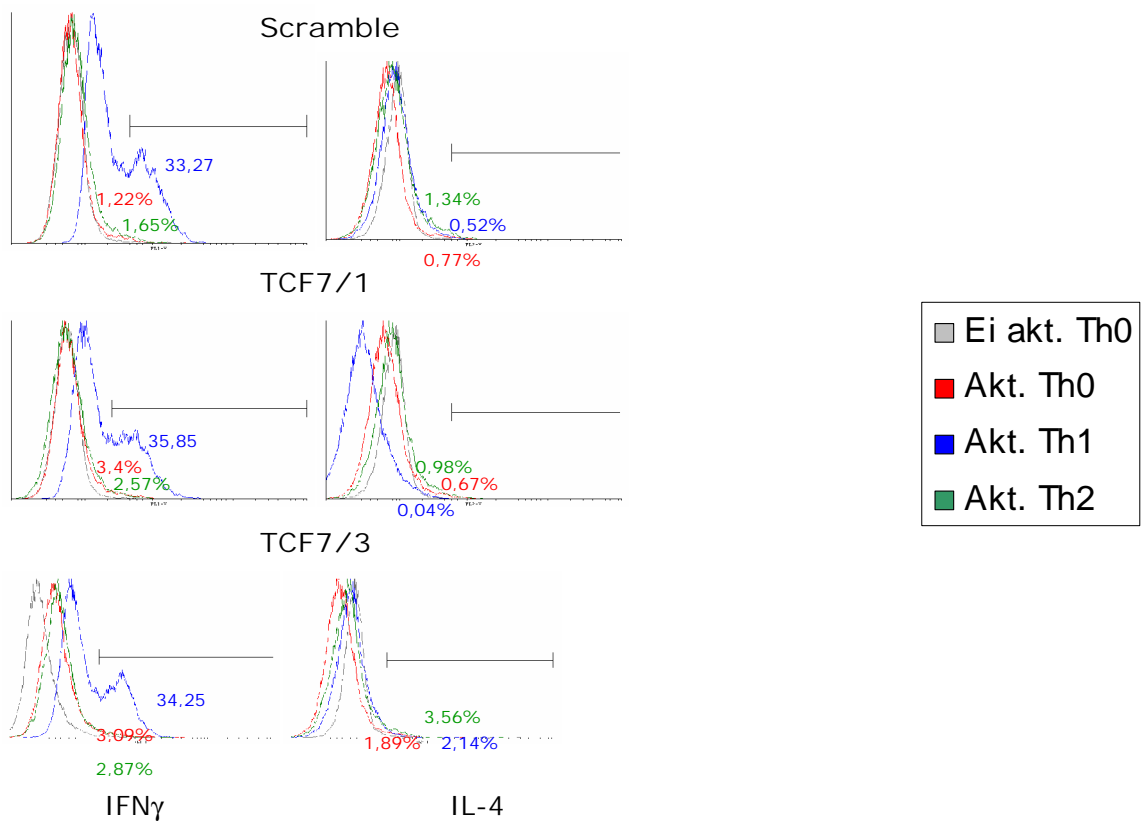 Scramble
33,27
1,22%
1,65%
1,34%
0,52%
0,77%
TCF7/1
35,85
3,4%
2,57%
0,98%
0,67%
0,04%
TCF7/3
34,25
3,09%
2,87%
3,56%
1,89%
2,14%
IFNγ
IL-4
Ei akt. Th0
Akt. Th0
Akt. Th1
Akt. Th2